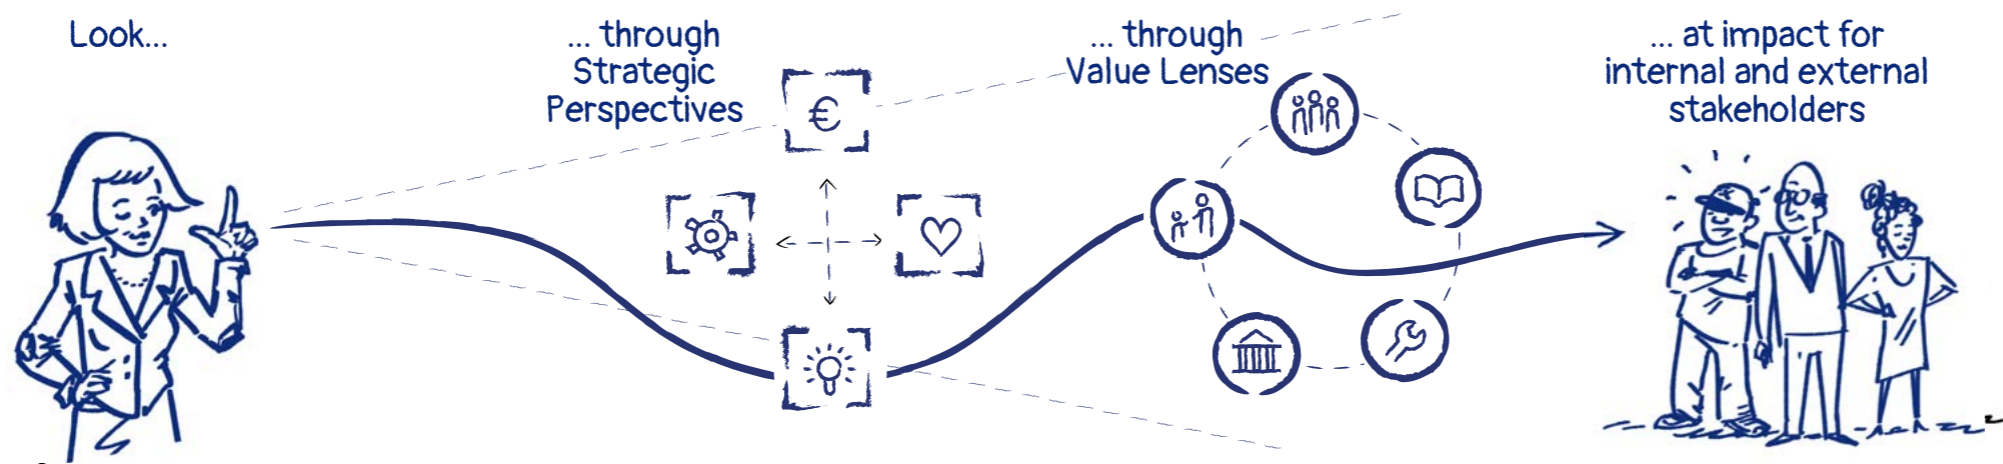 Look...
... through
Strategic
Perspectives
€
... through
Value Lenses
... at impact for
internal and external
stakeholders